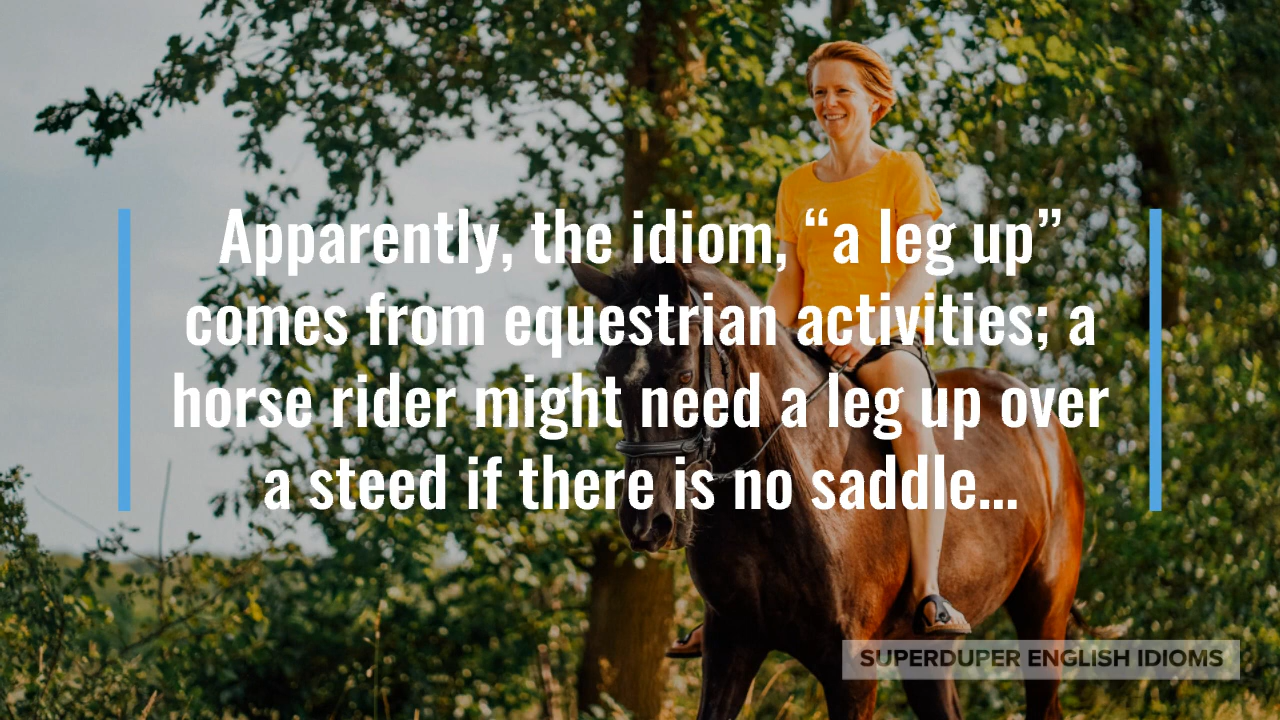 Apparently, the idiom, “a leg up”
comes from equestrian activities; a
horse rider might need a leg up over
a steed if there is no saddle...
SUPERDUPER ENGLISH IDIOMS